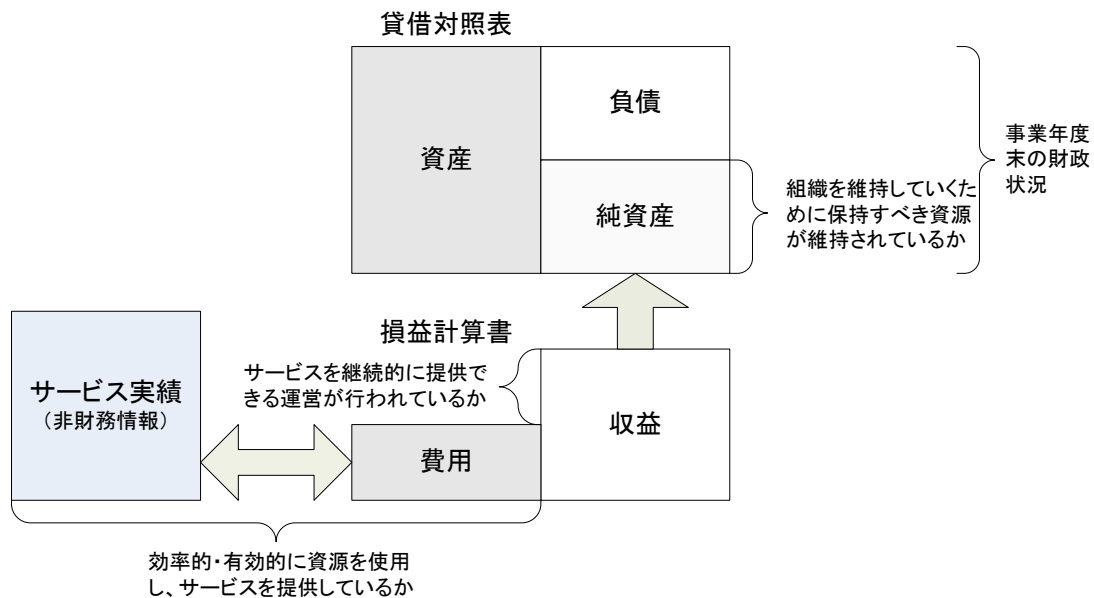 貸借対照表
資産
負債
純資産
組織を維持していくた
めに保持すべき資源
が維持されているか
事業年度
末の財政
状況
損益計算書
サービスを継続的に提供で
きる運営が行われているか
サービス実績
（非財務情報）
費用
収益
効率的・有効的に資源を使用
し、サービスを提供しているか